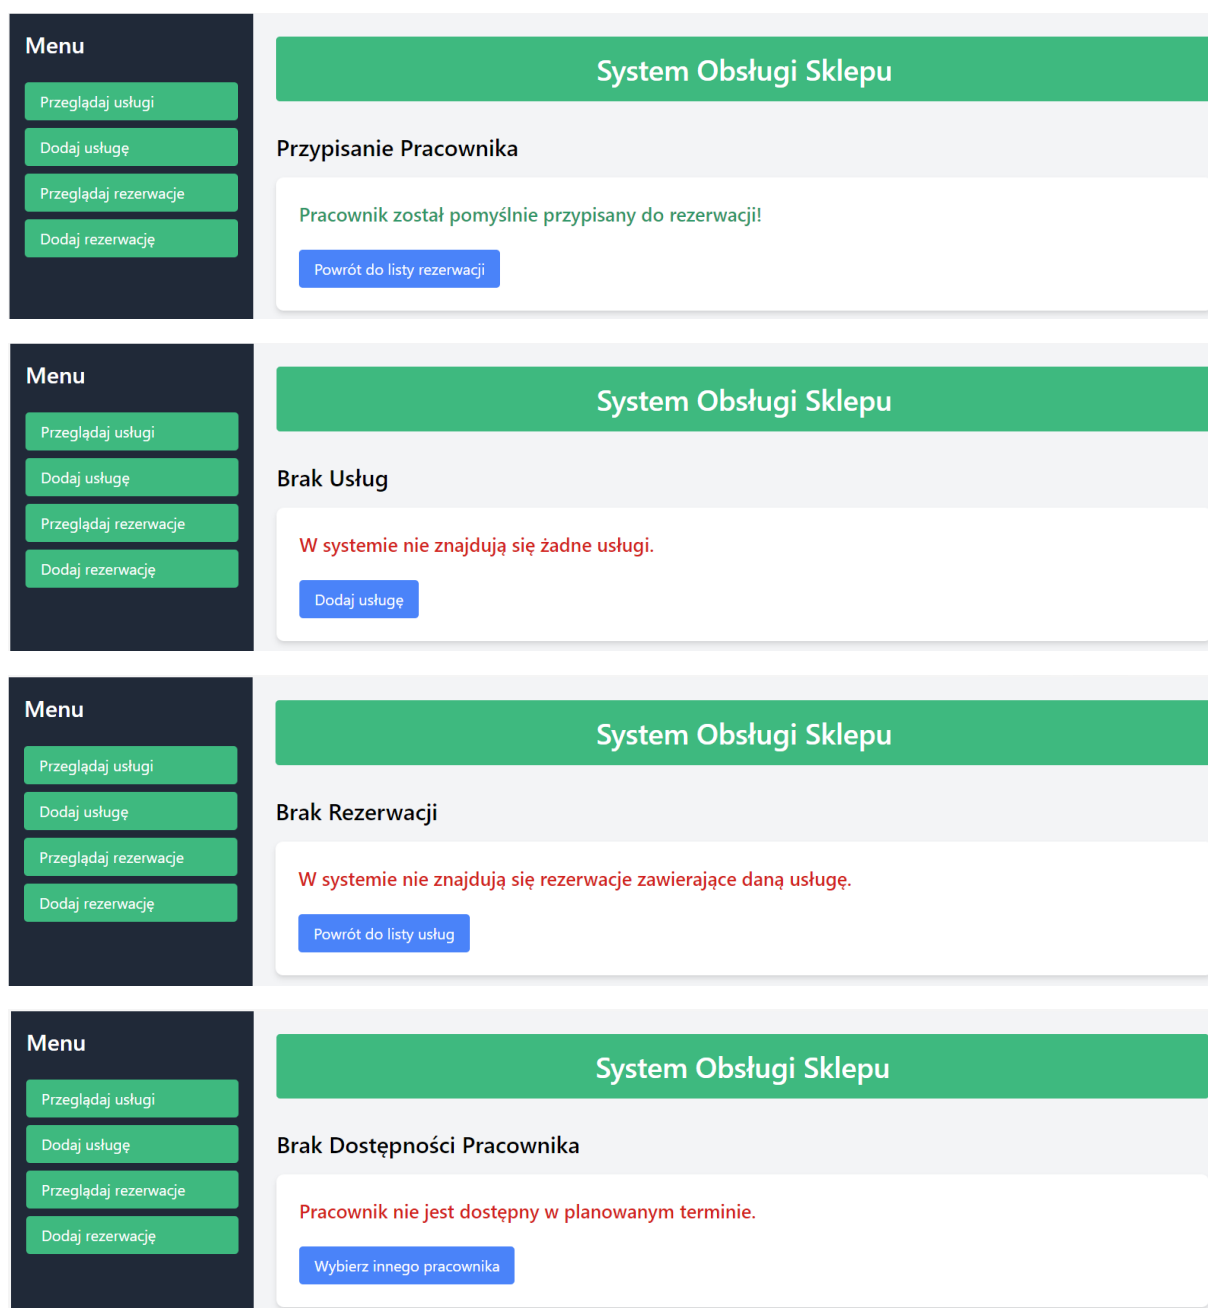 Menu
Przeglądaj usługi
Dodaj usługę
Przeglądaj rezerwacje
Dodaj rezerwację
System Obsługi Sklepu
Przypisanie Pracownika
Pracownik został pomyślnie przypisany do rezerwacji!
Powrót do listy rezerwacji
Menu
Przeglądaj usługi
Dodaj usługę
Przeglądaj rezerwacje
Dodaj rezerwację
System Obsługi Sklepu
Brak Usług
W systemie nie znajdują się żadne usługi.
Dodaj usługę
Menu
Przeglądaj usługi
Dodaj usługę
Przeglądaj rezerwacje
Dodaj rezerwację
System Obsługi Sklepu
Brak Rezerwacji
W systemie nie znajdują się rezerwacje zawierające daną usługę.
Powrót do listy usług
Menu
Przeglądaj usługi
Dodaj usługę
Przeglądaj rezerwacje
Dodaj rezerwację
System Obsługi Sklepu
Brak Dostępności Pracownika
Pracownik nie jest dostępny w planowanym terminie.
Wybierz innego pracownika